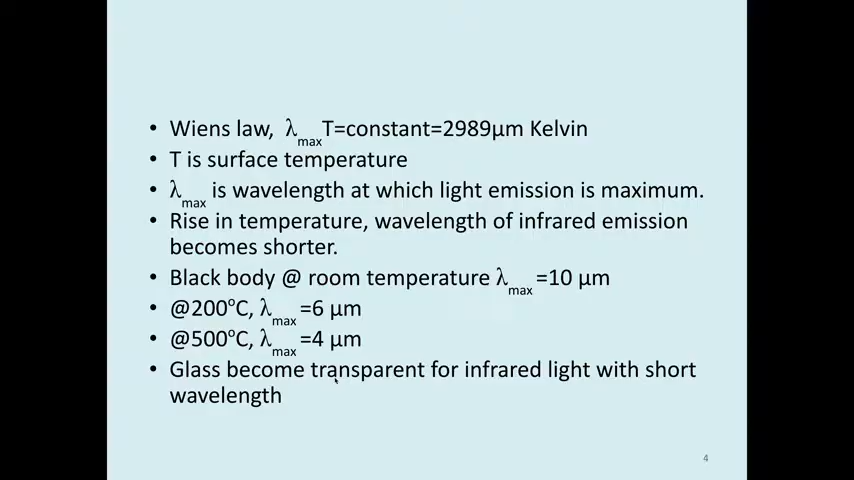 • Wiens law, λmaxT=constant=2989µm Kelvin
• T is surface temperature
• λmax is wavelength at which light emission is maximum.
• Rise in temperature, wavelength of infrared emission
becomes shorter.
• Black body @ room temperature λmax =10 µm
• @200ºC, λmax =6 µm
• @500ºC, λmax =4 µm
• Glass become transparent for infrared light with short
wavelength
4